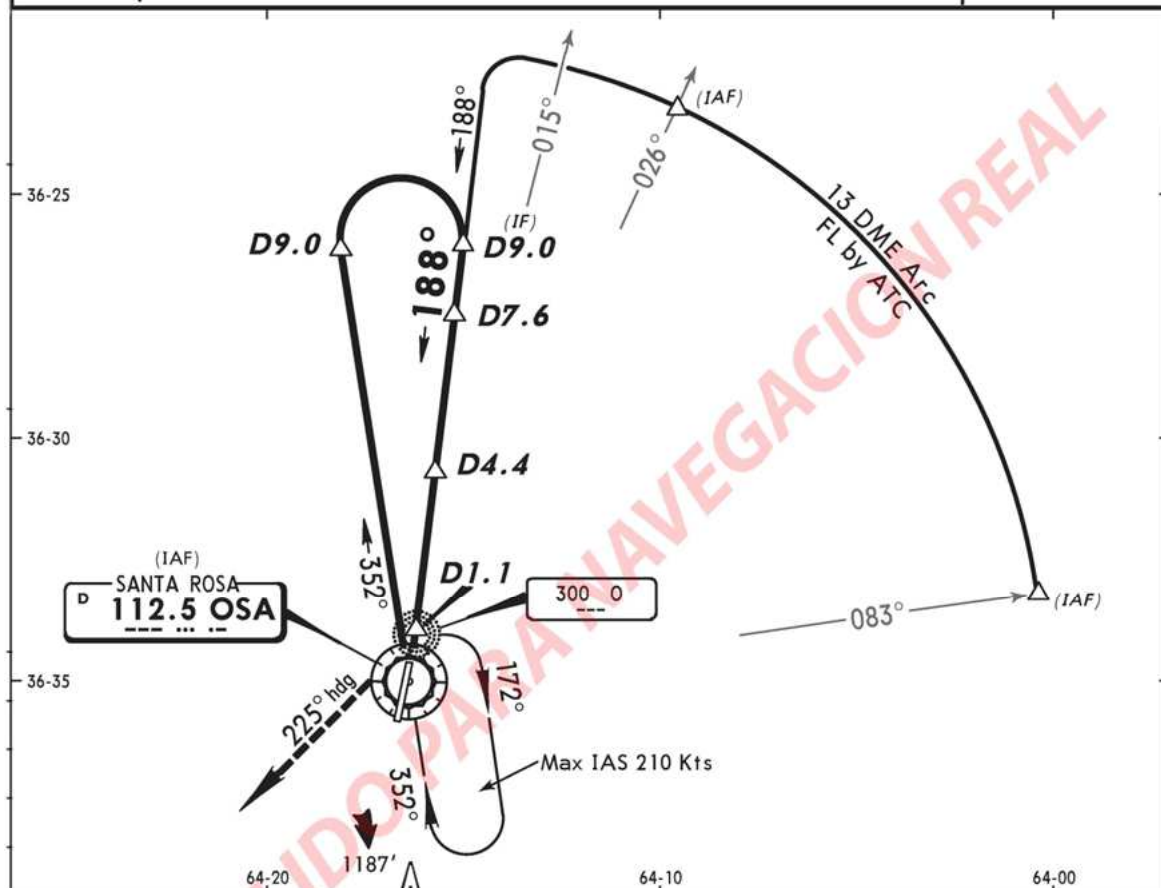 (IAF)
015°
188°
026°
36-25
(IF)
D9.0
188°
D9.0
13 DME Arc
FL by ATC
D7.6
36-30
D4.4
(IAF)
SANTA ROSA
D 112.5 OSA
352°
D1.1
300 O
083°
(IAF)
36-35
172°
225° hdg
Max IAS 210 Kts
352°
1187'
64-20
64-10
64-00
IDO PARA NAVEGACION REAL